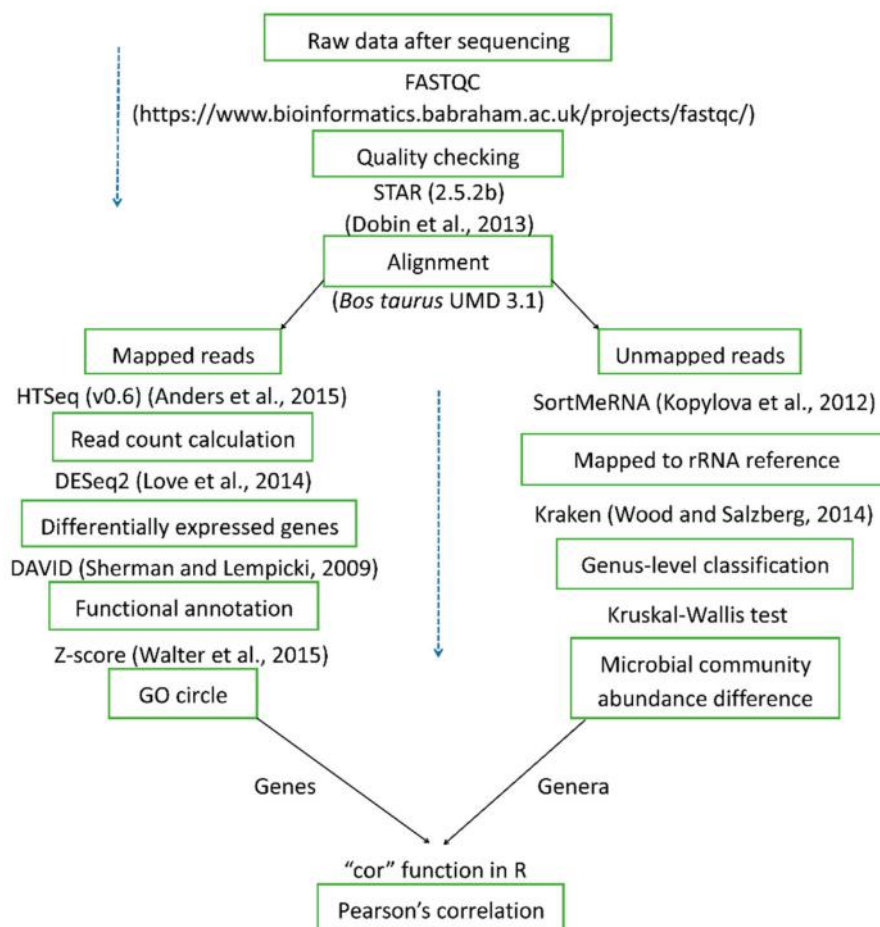 Raw data after sequencing
FASTQC
(https://www.bioinformatics.babraham.ac.uk/projects/fastqc/)
Quality checking
STAR (2.5.2b)
(Dobin et al., 2013)
Alignment
(Bos taurus UMD 3.1)
Mapped reads
HTSeq (v0.6) (Anders et al., 2015)
Read count calculation
DESeq2 (Love et al., 2014)
Differentially expressed genes
DAVID (Sherman and Lempicki, 2009)
Functional annotation
Z-score (Walter et al., 2015)
GO circle
Genes
Unmapped reads
SortMeRNA (Kopylova et al., 2012)
Mapped to rRNA reference
Kraken (Wood and Salzberg, 2014)
Genus-level classification
Kruskal-Wallis test
Microbial community
abundance difference
Genera
“cor” function in R
Pearson’s correlation